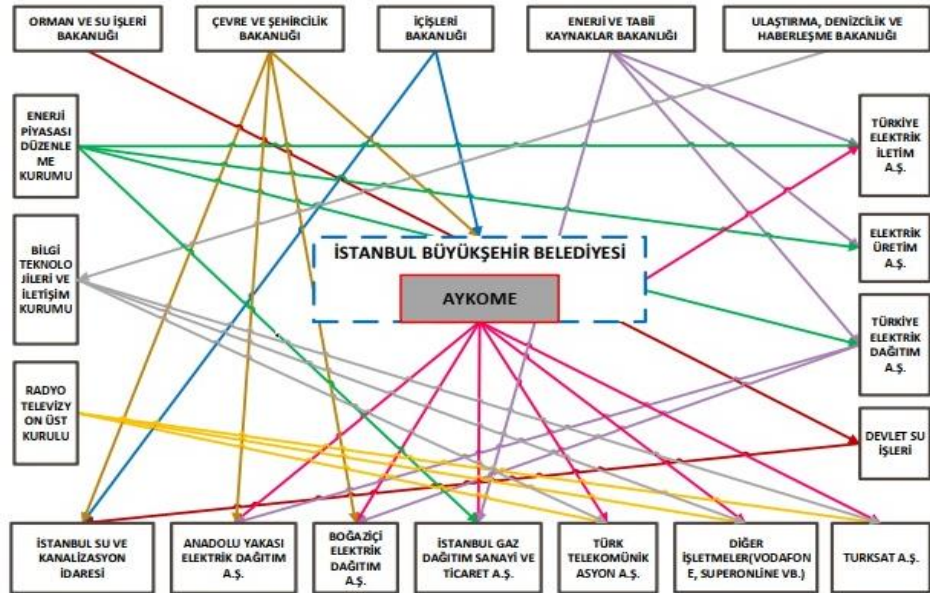 ORMAN VE SU İŞLERİ
BAKANLIĞI
ÇEVRE VE ŞEHİRCİLİK
BAKANLIĞI
İÇİŞLERİ
BAKANLIĞI
ENERJİ VE TABİİ
KAYNAKLAR BAKANLIĞI
ULAŞTIRMA, DENİZCİLİK VE
HABERLEŞME BAKANLIĞI
ENERJİ
PİYASASI
DÜZENLE
ME
KURUMU
BİLGİ
TEKNOLO
JİLERİ VE
İLETİŞİM
KURUMU
RADYO
TELEVİZY
ON ÜST
KURULU
İSTANBUL BÜYÜKŞEHİR BELEDİYESİ
AYKOME
TÜRKİYE
ELEKTRİK
İLETİM
A.Ş.
ELEKTRİK
ÜRETİM
A.Ş.
TÜRKİYE
ELEKTRİK
DAĞITIM
A.Ş.
DEVLET SU
İŞLERİ
İSTANBUL SU VE
KANALİZASYON
İDARESİ
ANADOLU YAKASI
ELEKTRİK DAĞITIM
A.Ş.
BOĞAZİÇİ
ELEKTRİK
DAĞITIM
A.Ş.
İSTANBUL GAZ
DAĞITIM SANAYİ VE
TİCARET A.Ş.
TÜRK
TELEKOMÜNİK
ASYON A.Ş.
DİĞER
İŞLETMELER(VODAFON
E, SUPERONLİNE VB.)
TURKSAT A.Ş.